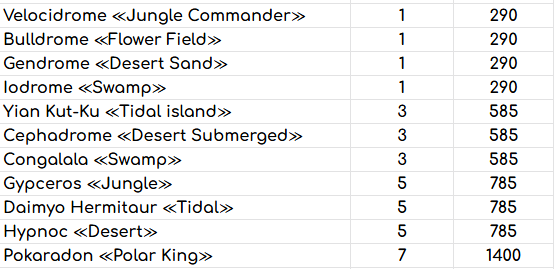 Velocidrome ≪Jungle Commander≫ 1 290
Bulldrome ≪Flower Field≫ 1 290
Gendrome ≪Desert Sand≫ 1 290
Iodrome ≪Swamp≫ 1 290
Yian Kut-Ku ≪Tidal island≫ 3 585
Cephadrome ≪Desert Submerged≫ 3 585
Congalala ≪Swamp≫ 3 585
Gypceros ≪Jungle≫ 5 785
Daimyo Hermitaur ≪Tidal≫ 5 785
Hypnoc ≪Desert≫ 5 785
Pokaradon ≪Polar King≫ 7 1400